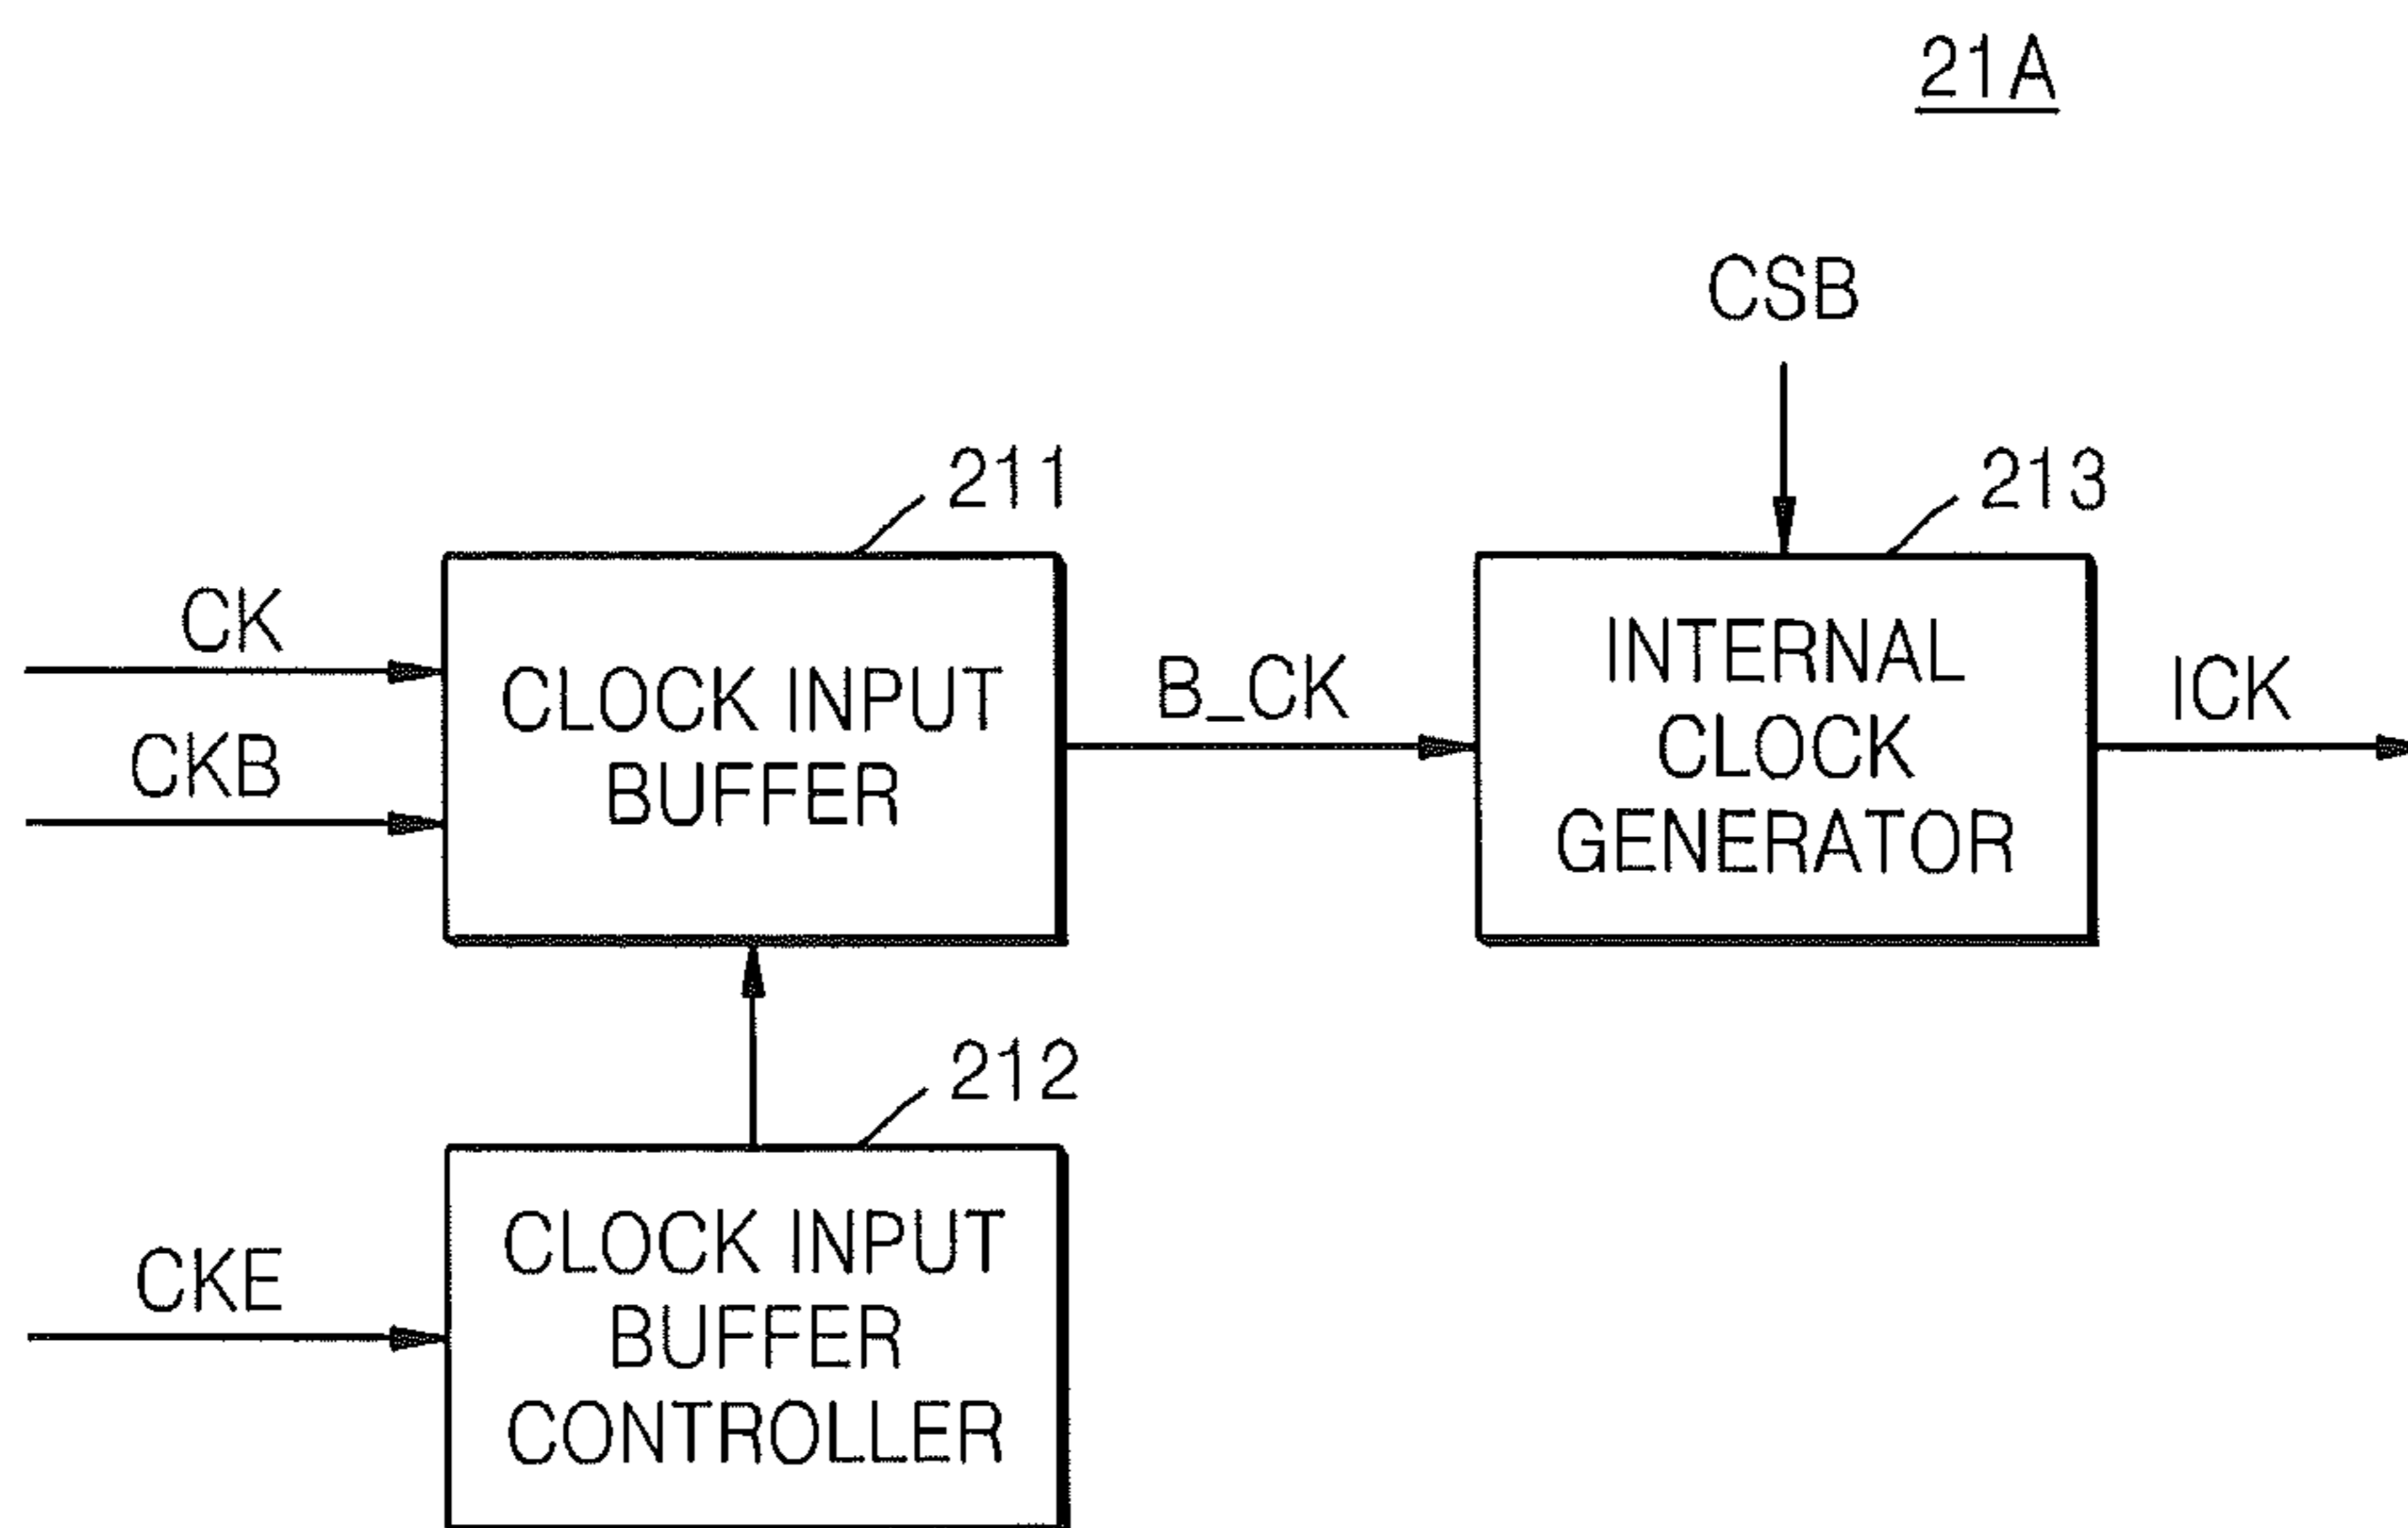 21A
CSB
211
213
CK
CLOCK INPUT
BUFFER
CKB
B_CK
INTERNAL
CLOCK
GENERATOR
ICK
212
CKE
CLOCK INPUT
BUFFER
CONTROLLER